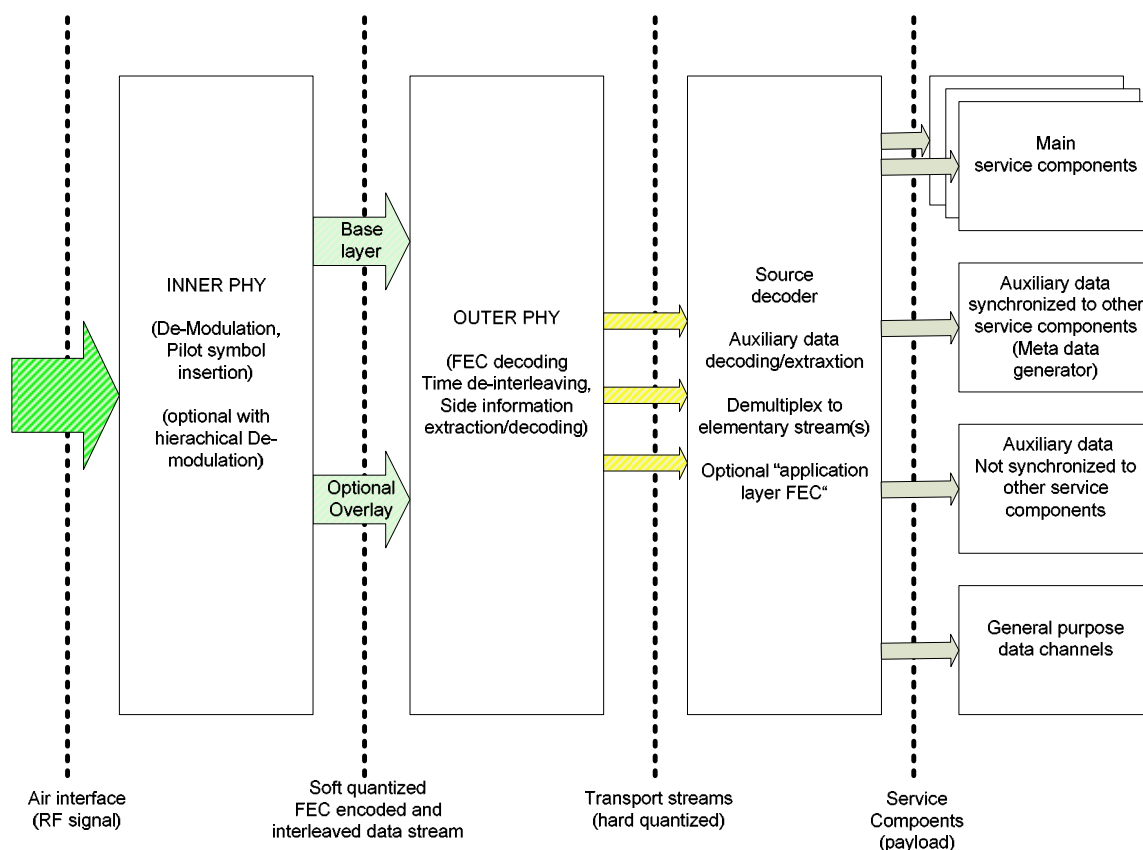 INNER PHY
(De-Modulation,
Pilot symbol
insertion)
(optional with
hierachical De-
modulation)
Base
layer
Optional
Overlay
OUTER PHY
(FEC decoding
Time de-interleaving,
Side information
extraction/decoding)
Source
decoder
Auxiliary data
decoding/extraxtion
Demultiplex to
elementary stream(s)
Optional “application
layer FEC“
Main
service components
Auxiliary data
synchronized to other
service components
(Meta data
generator)
Auxiliary data
Not synchronized to
other service
components
General purpose
data channels
Air interface
(RF signal)
Soft quantized
FEC encoded and
interleaved data stream
Transport streams
(hard quantized)
Service
Compoents
(payload)